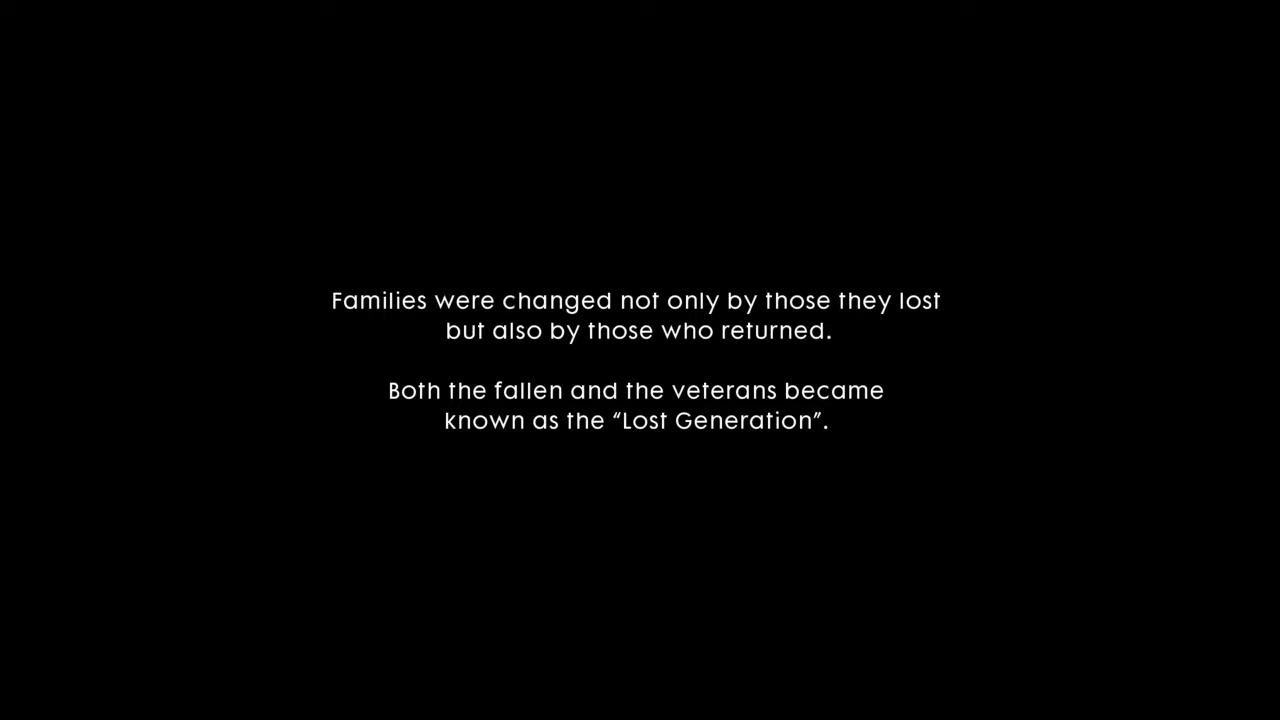 Families were changed not only by those they lost
but also by those who returned.
Both the fallen and the veterans became
known as the “Lost Generation”.